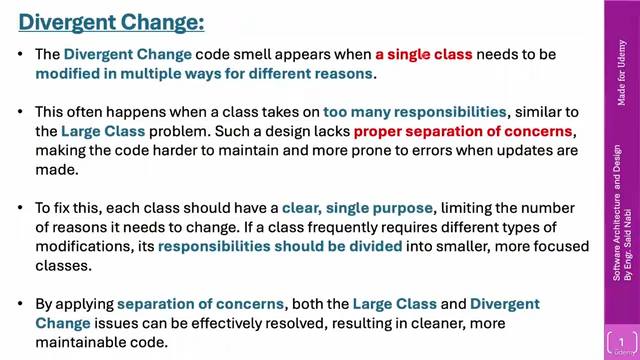 Divergent Change:
• The Divergent Change code smell appears when a single class needs to be
modified in multiple ways for different reasons.
• This often happens when a class takes on too many responsibilities, similar to
the Large Class problem. Such a design lacks proper separation of concerns,
making the code harder to maintain and more prone to errors when updates are
made.
• To fix this, each class should have a clear, single purpose, limiting the number
of reasons it needs to change. If a class frequently requires different types of
modifications, its responsibilities should be divided into smaller, more focused
classes.
• By applying separation of concerns, both the Large Class and Divergent
Change issues can be effectively resolved, resulting in cleaner, more
maintainable code.
Made for Udemy
Software Architecture and Design
By Engr. Said Nabi
1
udemy